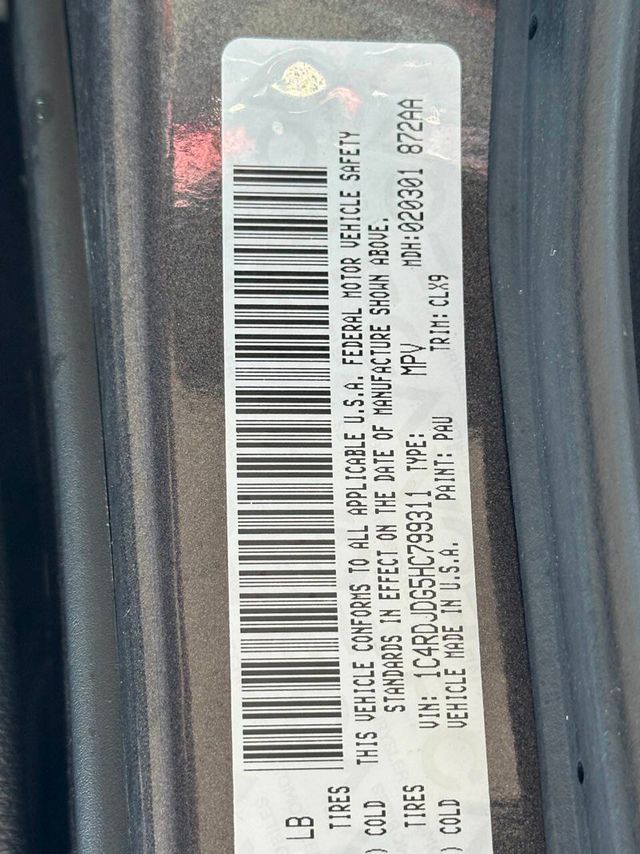 LB
TIRES
) COLD
THIS VEHICLE CONFORMS TO ALL APPLICABLE U.S.A. FEDERAL MOTOR VEHICLE SAFETY
STANDARDS IN EFFECT ON THE DATE OF MANUFACTURE SHOWN ABOVE.
TIRES VIN: 1C4RDJDG5HC799311 TYPE: MPV MDH:020301 872AA
) COLD VEHICLE MADE IN U.S.A. PAINT: PAU TRIM: CLX9